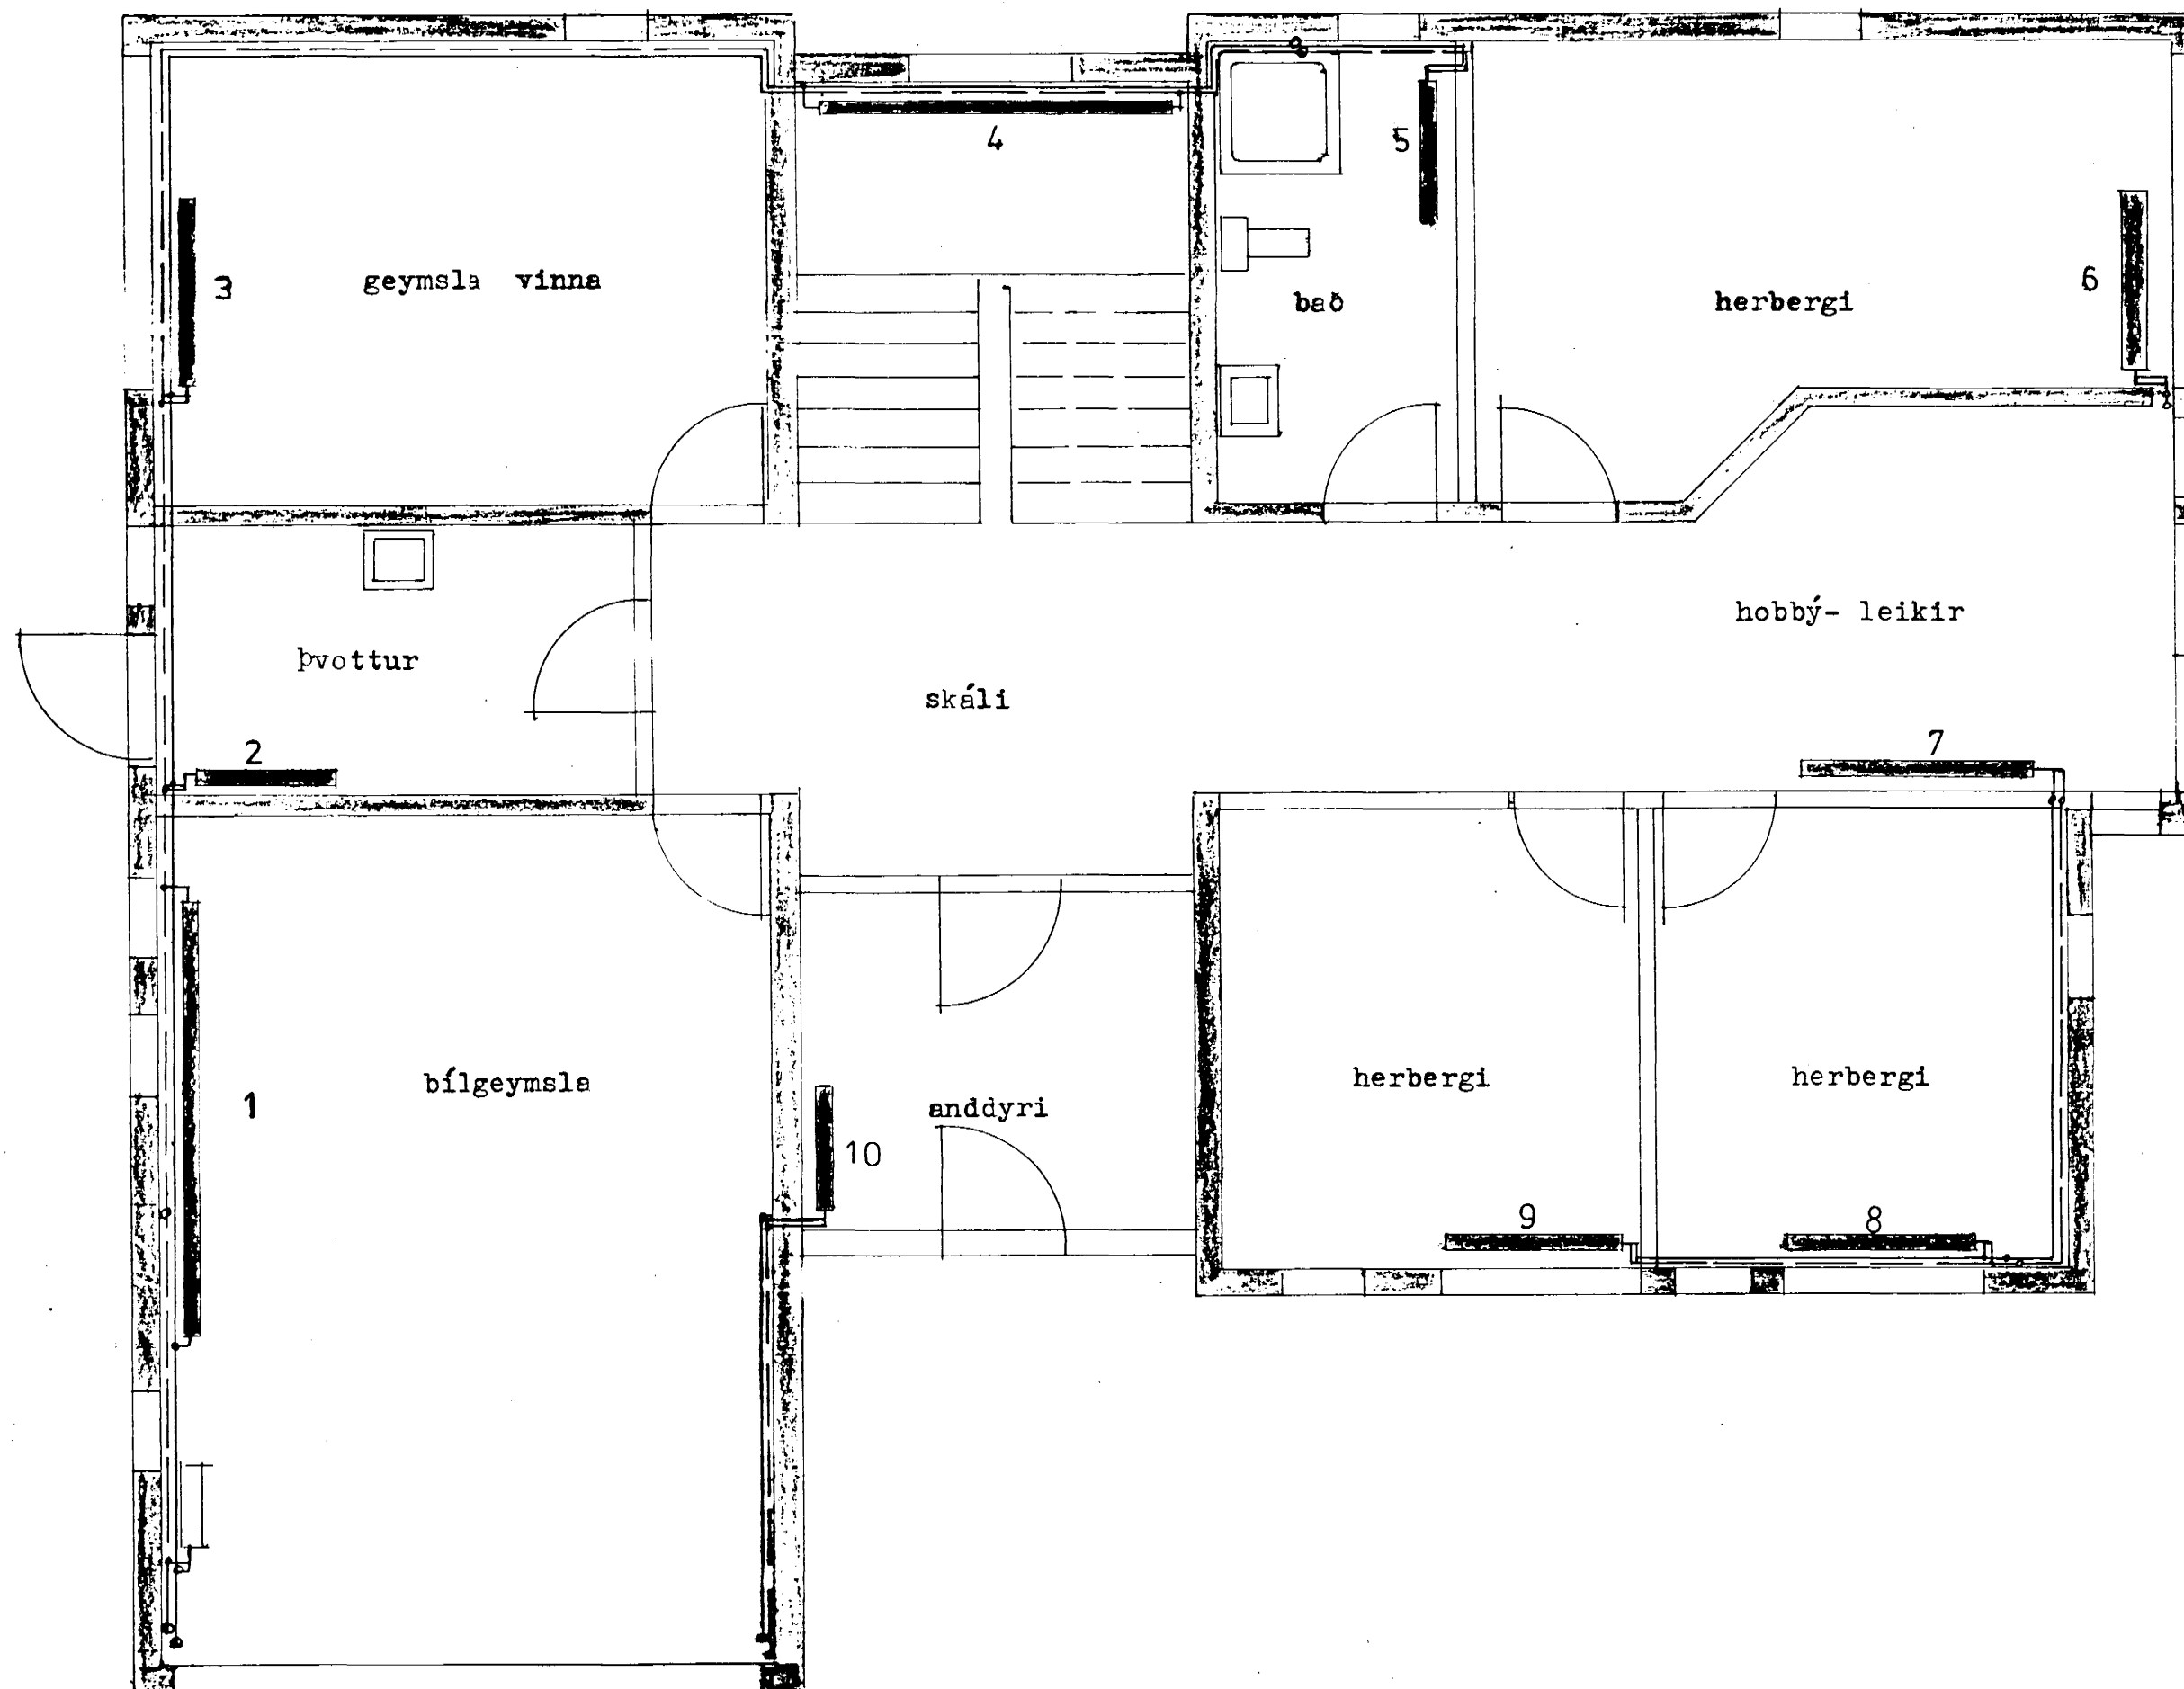 4
5
3
geymsla vinna
6
bað
herbergi
hobbý- leikir
þvottur
skáli
2
7
bílgeymsla
herbergi
herbergi
1
anddyri
10
9
8